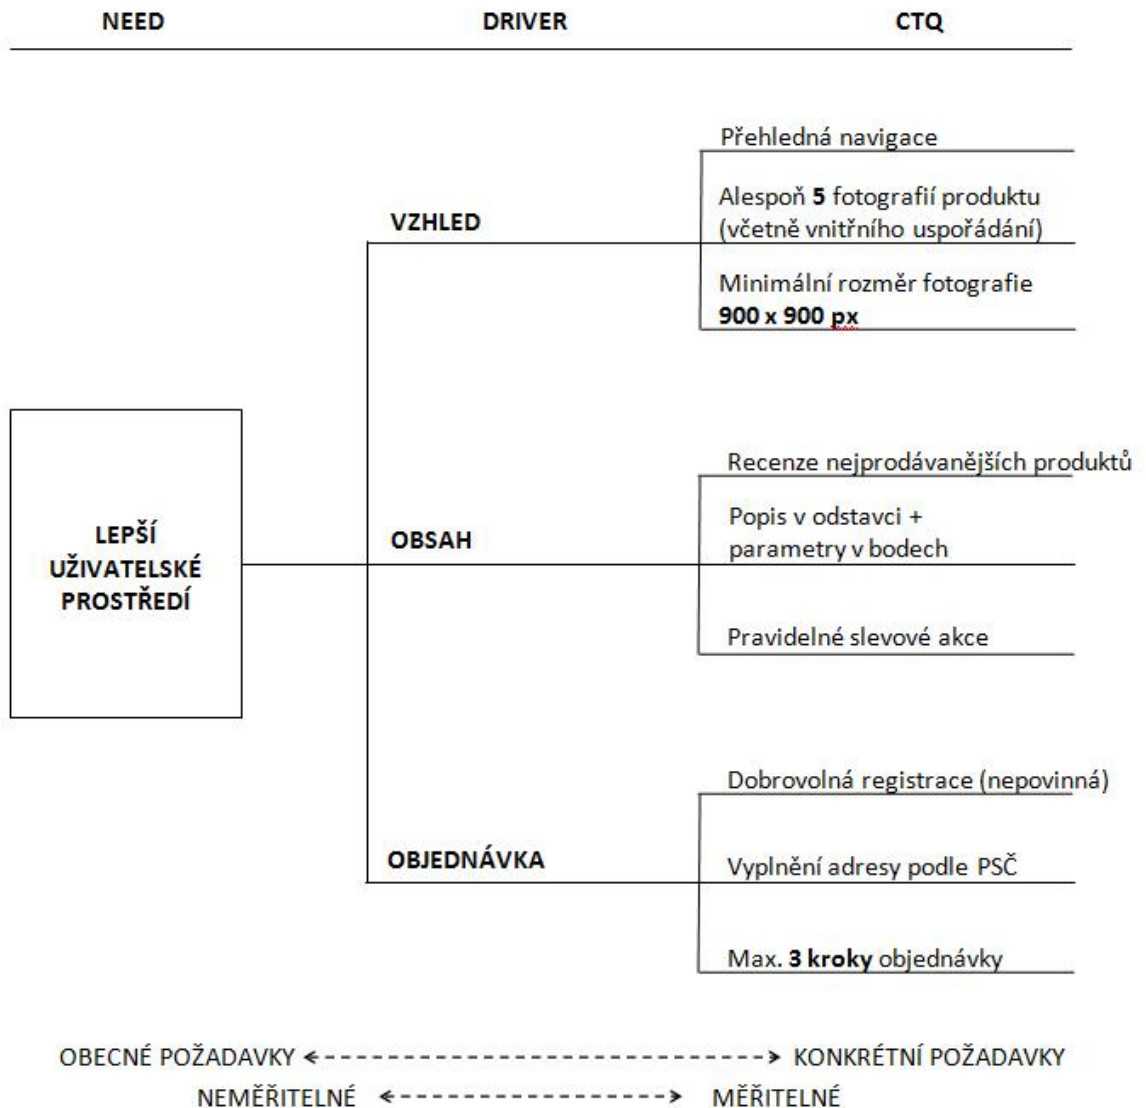 NEED DRIVER CTQ
Přehledná navigace
Alespoň 5 fotografií produktu
(včetně vnitřního uspořádání)
VZHLED
Minimální rozměr fotografie
900 x 900 px
Recenze nejprodávanějších produktů
Popis v odstavci +
parametry v bodech
LEPŠÍ
UŽIVATELSKÉ
PROSTŘEDÍ
OBSAH
Pravidelné slevové akce
Dobrovolná registrace (nepovinná)
OBJEDNÁVKA
Vyplnění adresy podle PSČ
Max. 3 kroky objednávky
OBECNÉ POŽADAVKY KONKRÉTNÍ POŽADAVKY
NEMĚŘITELNÉ MĚŘITELNÉ